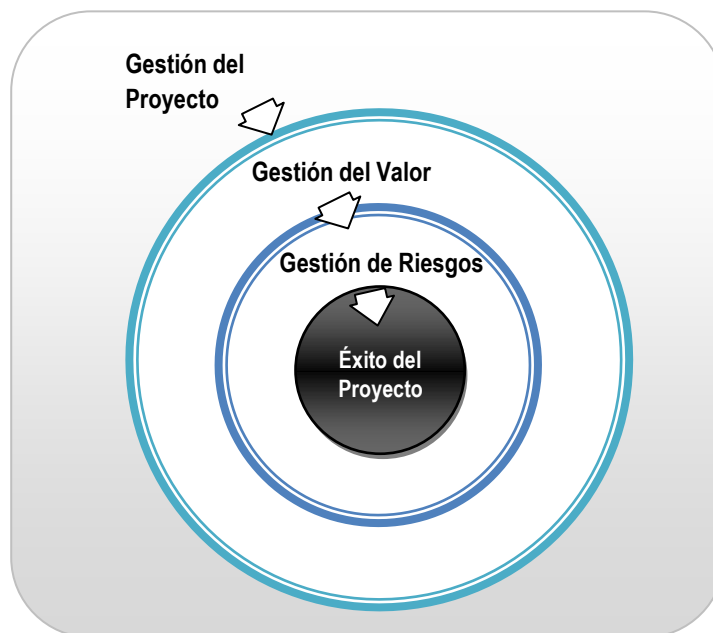 Gestión del
Proyecto
Gestión del Valor
Gestión de Riesgos
Éxito del
Proyecto